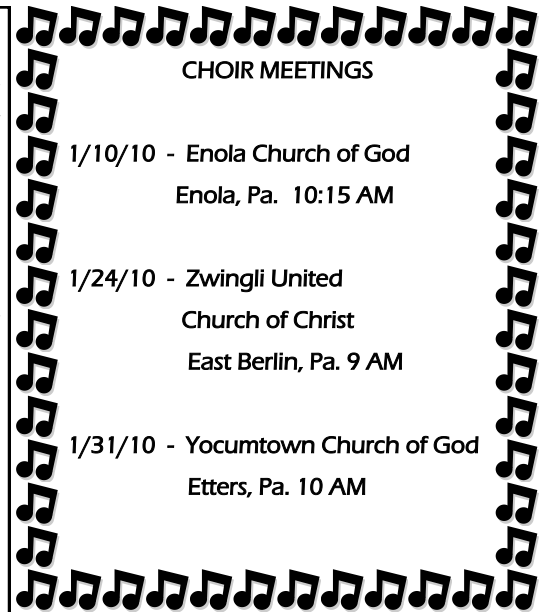 CHOIR MEETINGS
1/10/10 - Enola Church of God
Enola, Pa. 10:15 AM
1/24/10 - Zwingli United
Church of Christ
East Berlin, Pa. 9 AM
1/31/10 - Yocumtown Church of God
Etters, Pa. 10 AM